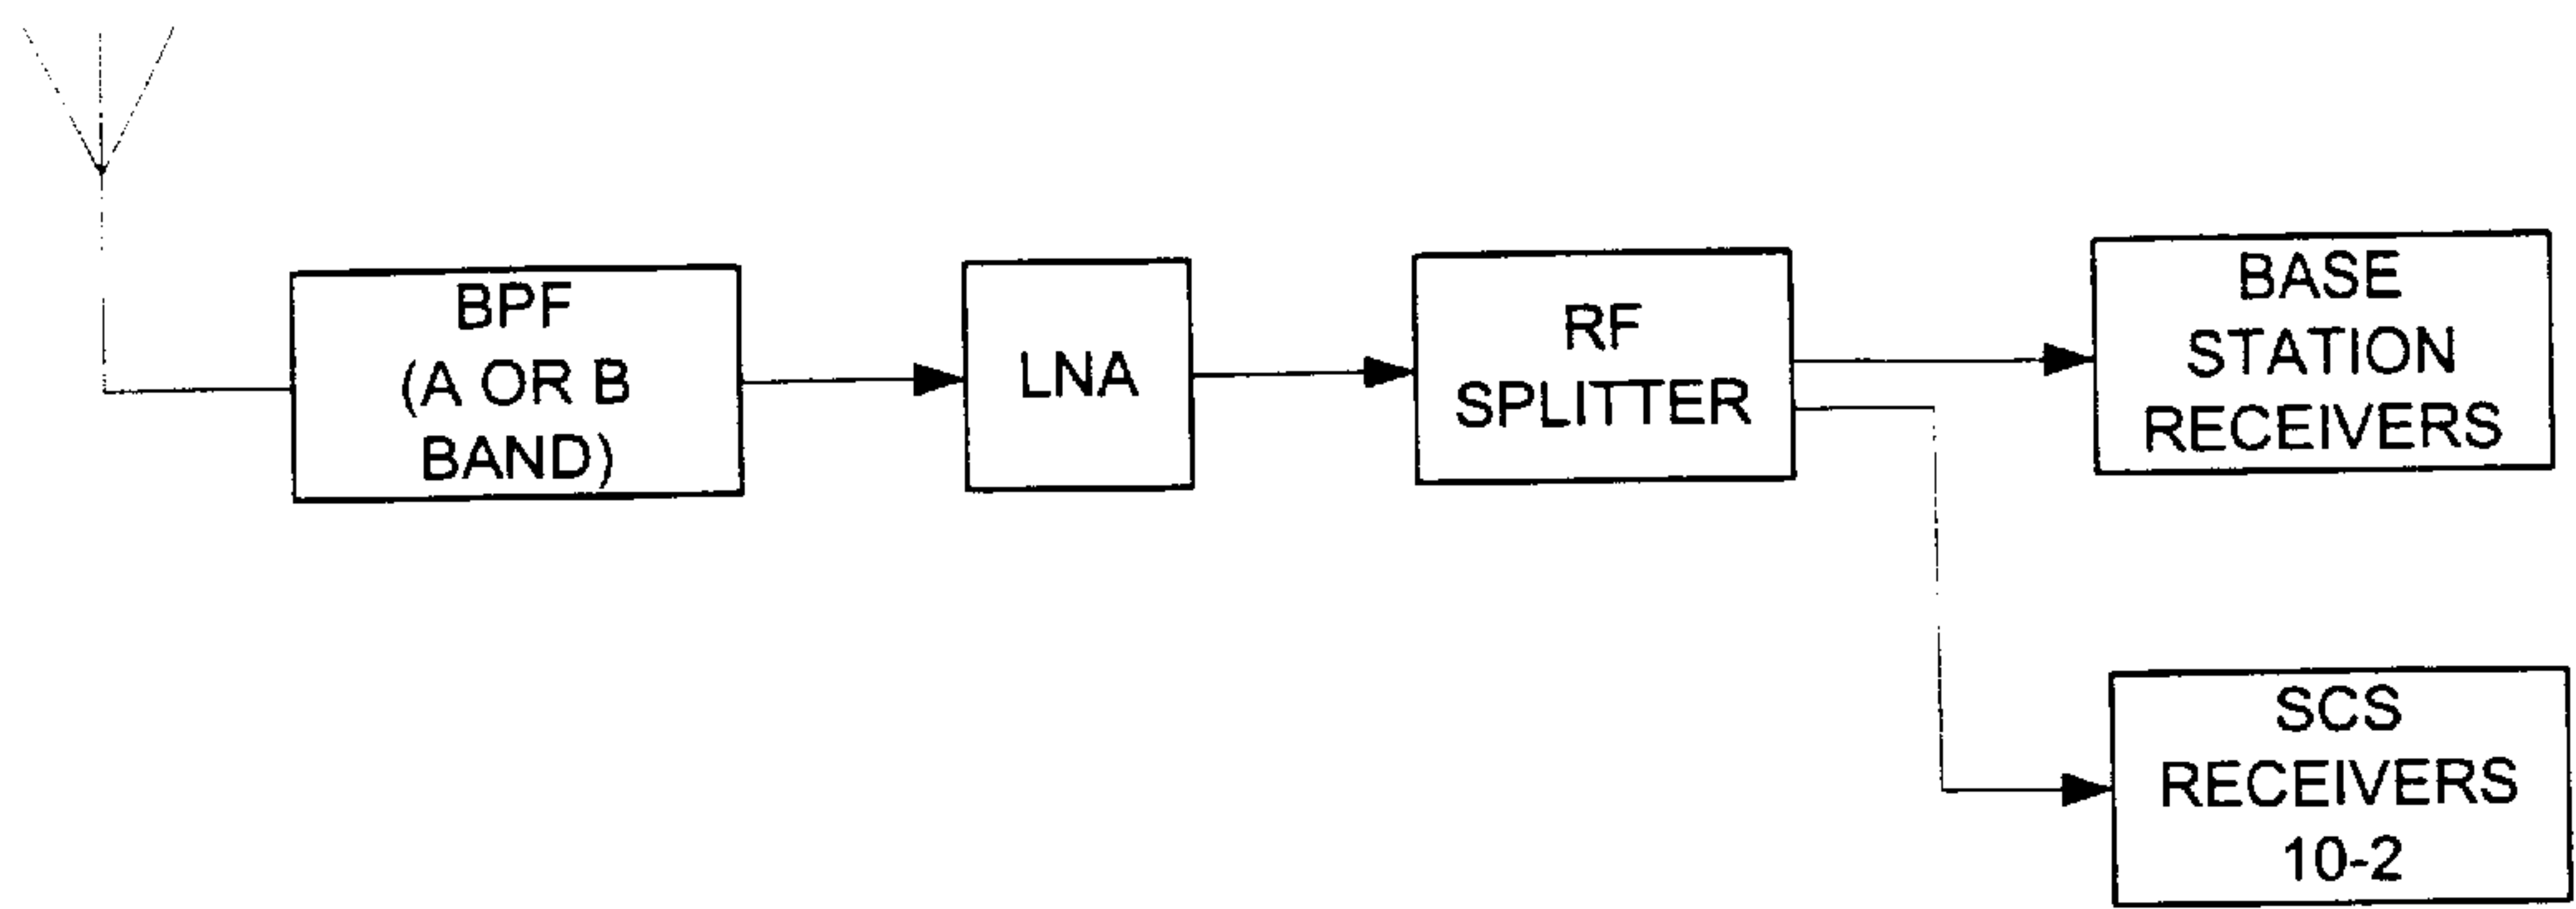 BPF
(A OR B
BAND)
LNA
RF
SPLITTER
BASE
STATION
RECEIVERS
SCS
RECEIVERS
10-2